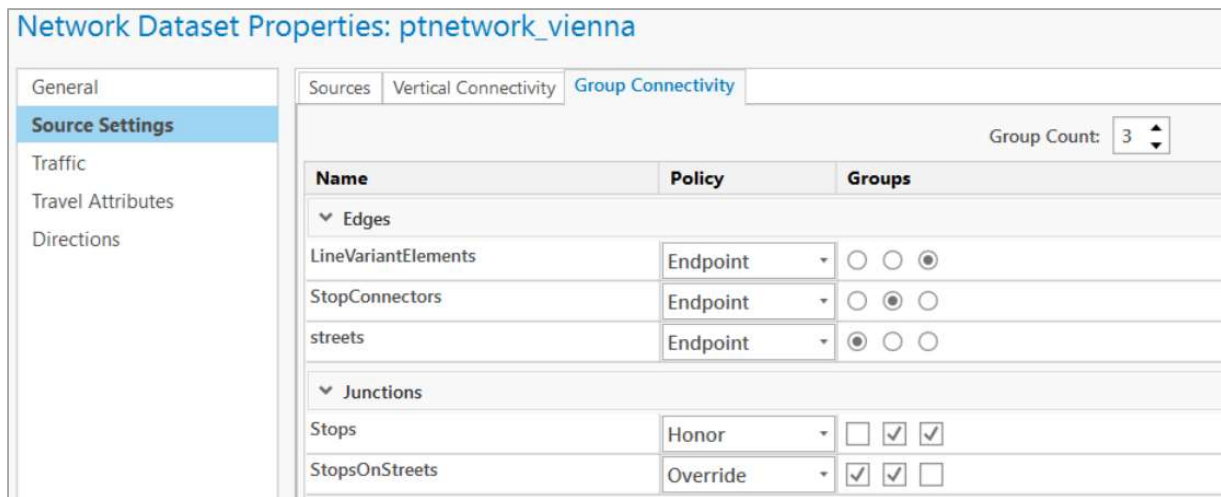 Network Dataset Properties: ptnetwork_vienna
General
Source Settings
Traffic
Travel Attributes
Directions
Sources Vertical Connectivity Group Connectivity
Group Count: 3
Name Policy Groups
Edges
LineVariantElements Endpoint
StopConnectors Endpoint
streets Endpoint
Junctions
Stops Honor
StopsOnStreets Override